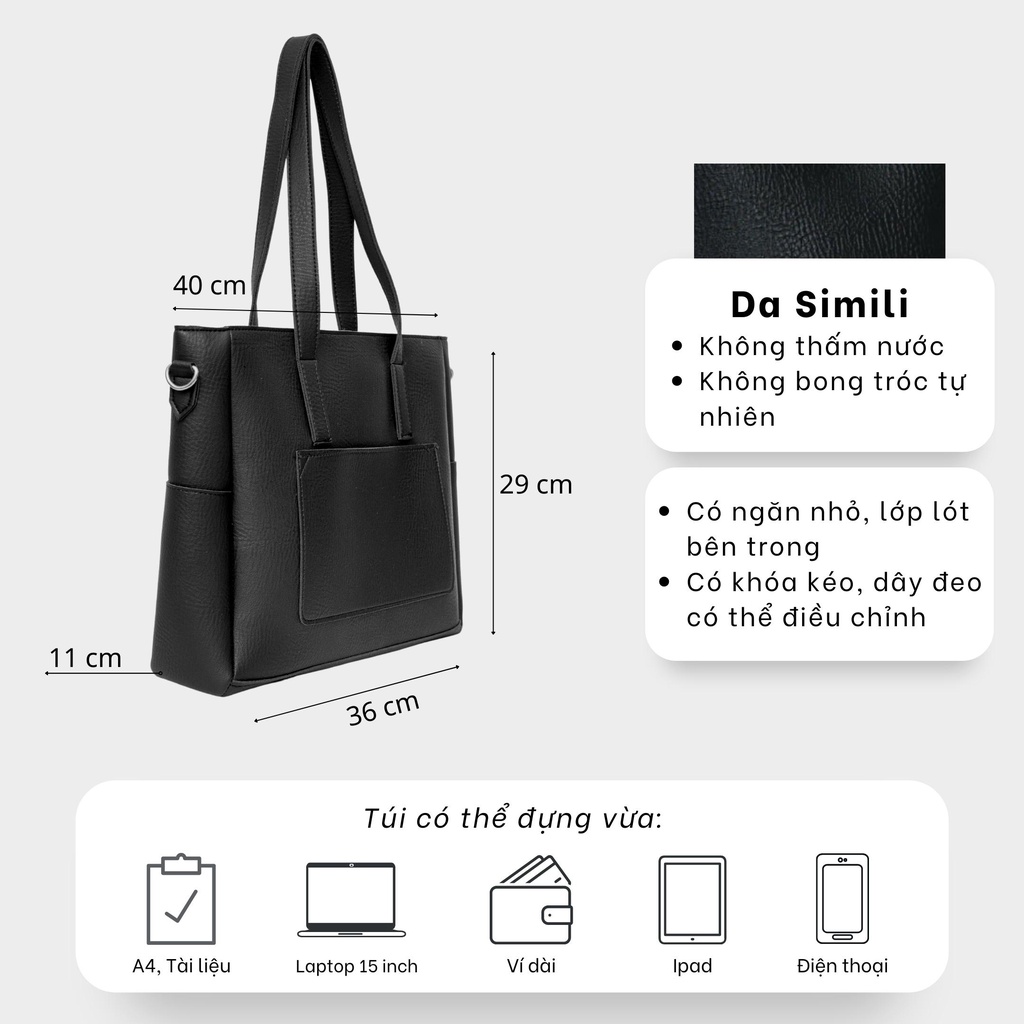 40 cm
29 cm
11 cm
36 cm
Da Simili
• Không thấm nước
• Không bong tróc tự
nhiên
• Có ngăn nhỏ, lớp lót
bên trong
• Có khóa kéo, dây đeo
có thể điều chỉnh
Túi có thể đựng vừa:
A4, Tài liệu
Laptop 15 inch
Ví dài
Ipad
Điện thoại